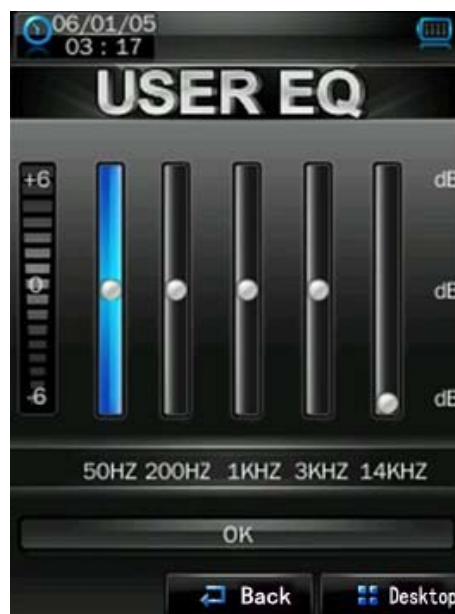 06/01/05
03 : 17
USER EQ
+6 dB
0 dB
-6 dB
50HZ 200HZ 1KHZ 3KHZ 14KHZ
OK
Back Desktop